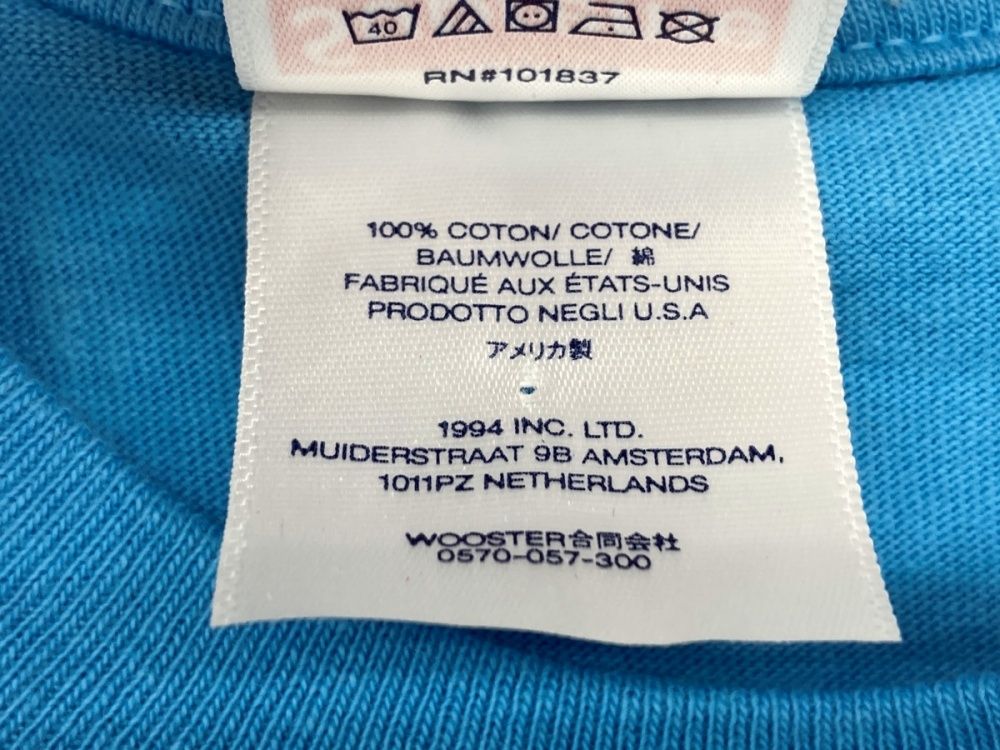 40
RN#101837
100% COTON/ COTONE/
BAUMWOLLE/ 綿
FABRIQUÉ AUX ÉTATS-UNIS
PRODOTTO NEGLI U.S.A
アメリカ製
1994 INC. LTD.
MUIDERSTRAAT 9B AMSTERDAM,
1011PZ NETHERLANDS
WOOSTER合同会社
0570-057-300